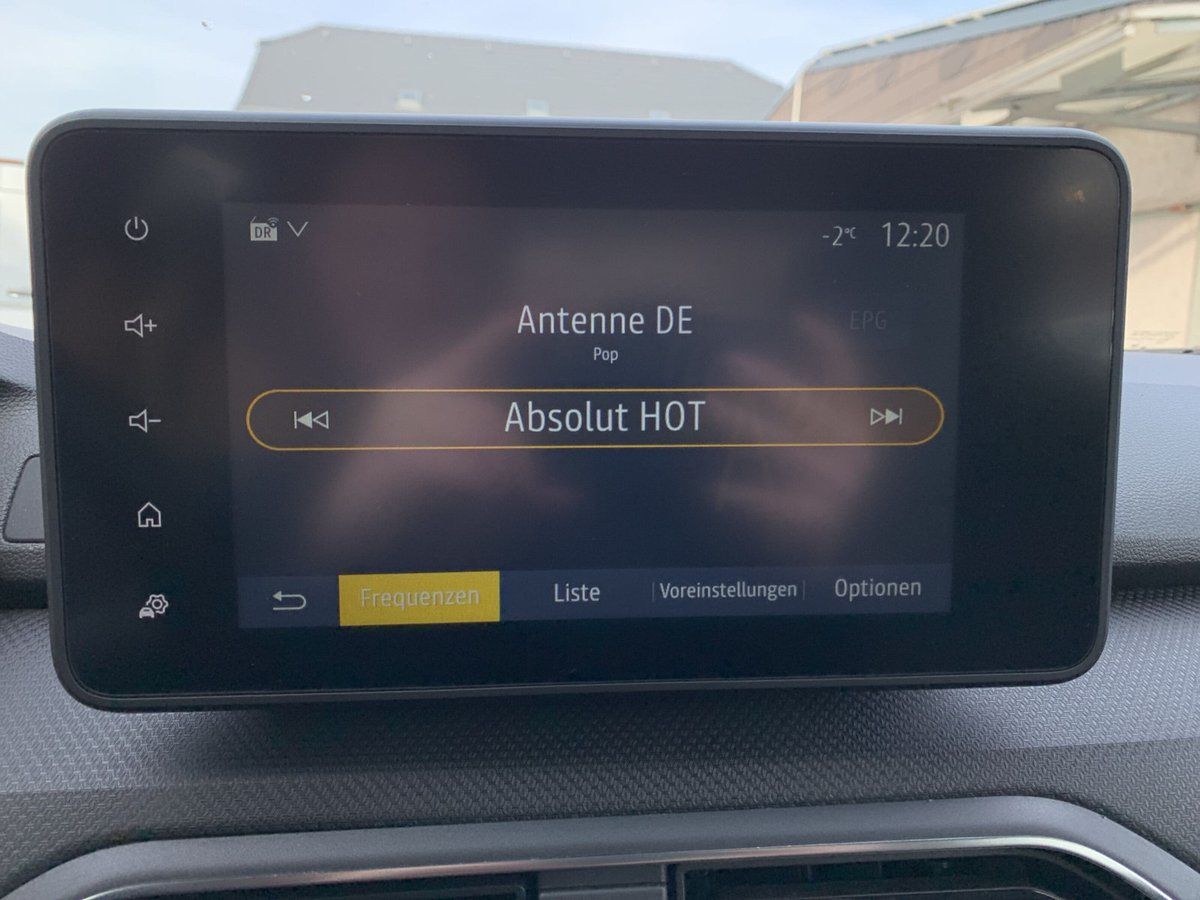 DR
-2°C 12:20
Antenne DE
EPG
Pop
Absolut HOT
Frequenzen Liste Voreinstellungen Optionen